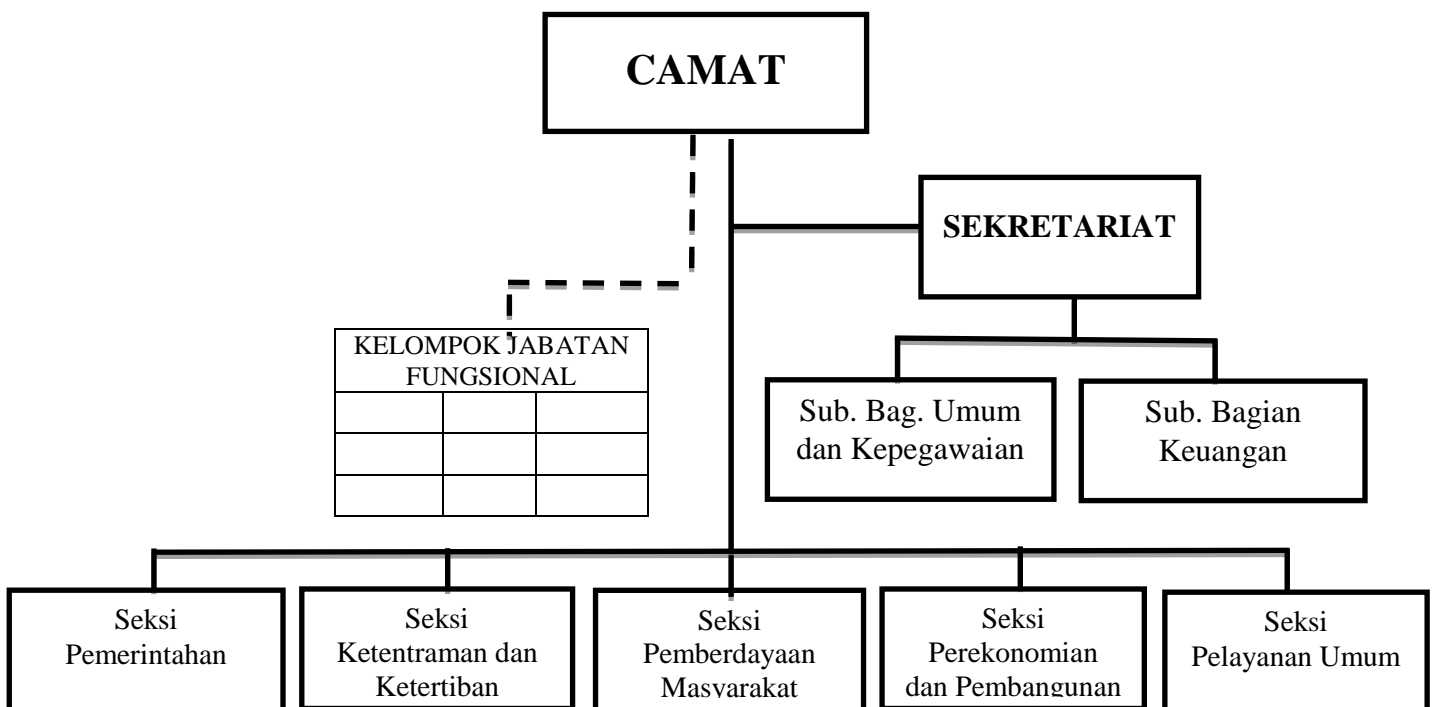 CAMAT
SEKRETARIAT
KELOMPOK JABATAN
FUNGSIONAL
Sub. Bag. Umum
dan Kepegawaian
Sub. Bagian
Keuangan
Seksi
Pemerintahan
Seksi
Ketentraman dan
Ketertiban
Seksi
Pemberdayaan
Masyarakat
Seksi
Perekonomian
dan Pembangunan
Seksi
Pelayanan Umum